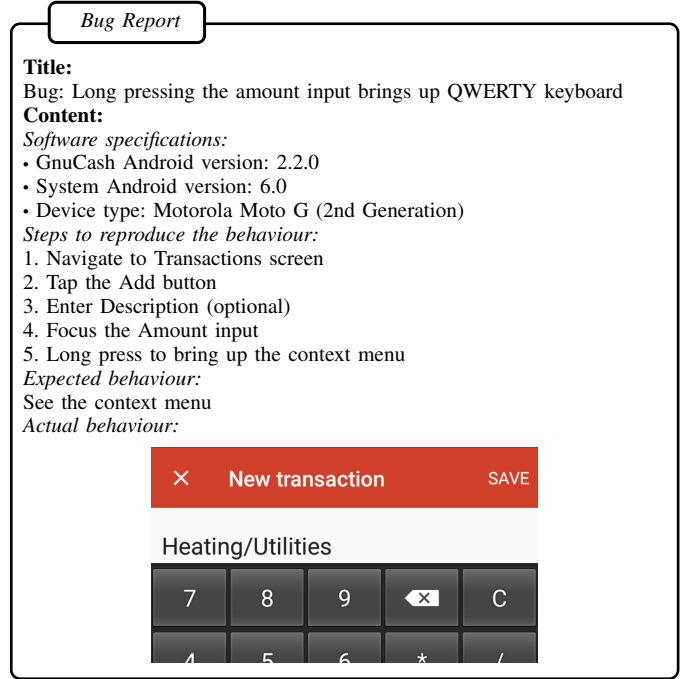 Bug Report
Title:
Bug: Long pressing the amount input brings up QWERTY keyboard
Content:
Software specifications:
• GnuCash Android version: 2.2.0
• System Android version: 6.0
• Device type: Motorola Moto G (2nd Generation)
Steps to reproduce the behaviour:
1. Navigate to Transactions screen
2. Tap the Add button
3. Enter Description (optional)
4. Focus the Amount input
5. Long press to bring up the context menu
Expected behaviour:
See the context menu
Actual behaviour:
× New transaction SAVE
Heating/Utilities
7 8 9 C
4 5 6 * /